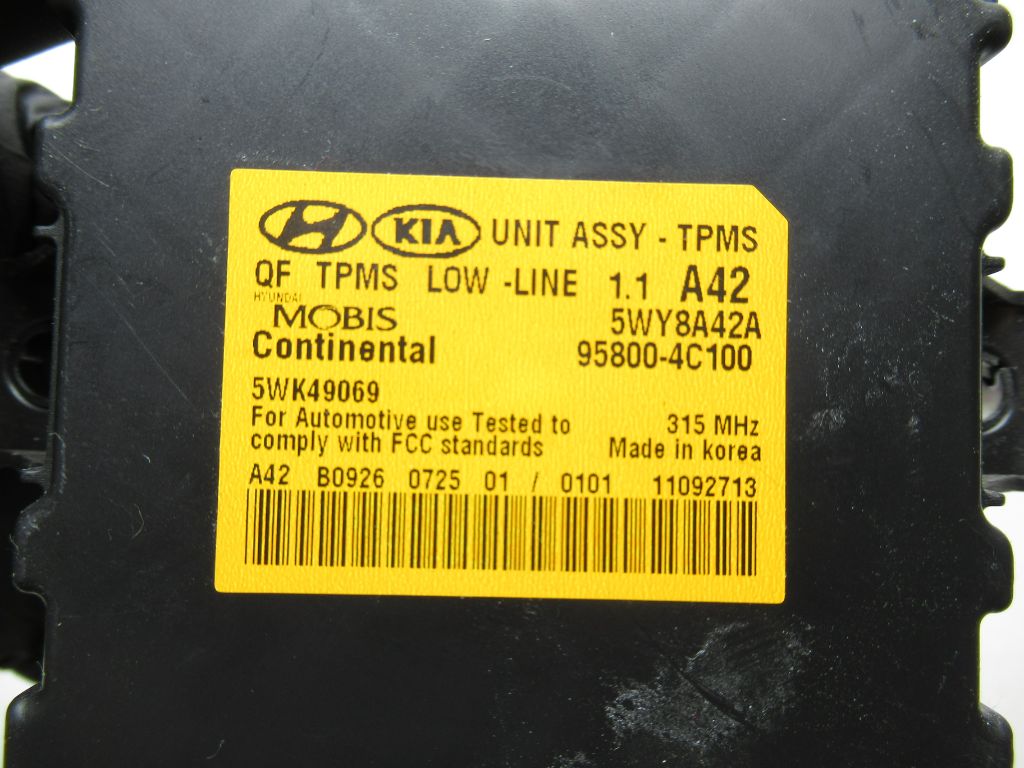 KIA UNIT ASSY - TPMS
QF TPMS LOW -LINE 1.1 A42
HYUNDAI
MOBIS 5WY8A42A
Continental 95800-4C100
5WK49069
For Automotive use Tested to 315 MHz
comply with FCC standards Made in korea
A42 B0926 0725 01 / 0101 11092713